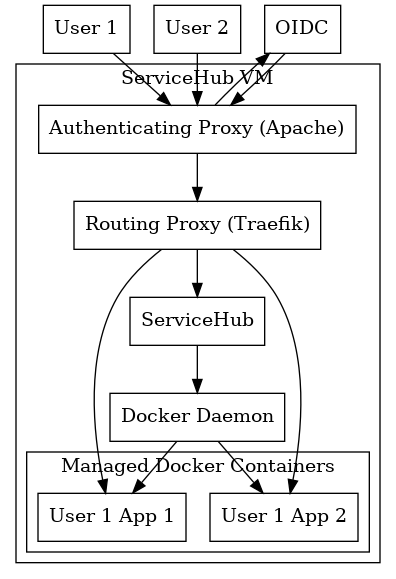 User 1
User 2
OIDC
ServiceHub VM
Authenticating Proxy (Apache)
Routing Proxy (Traefik)
ServiceHub
Docker Daemon
Managed Docker Containers
User 1 App 1
User 1 App 2